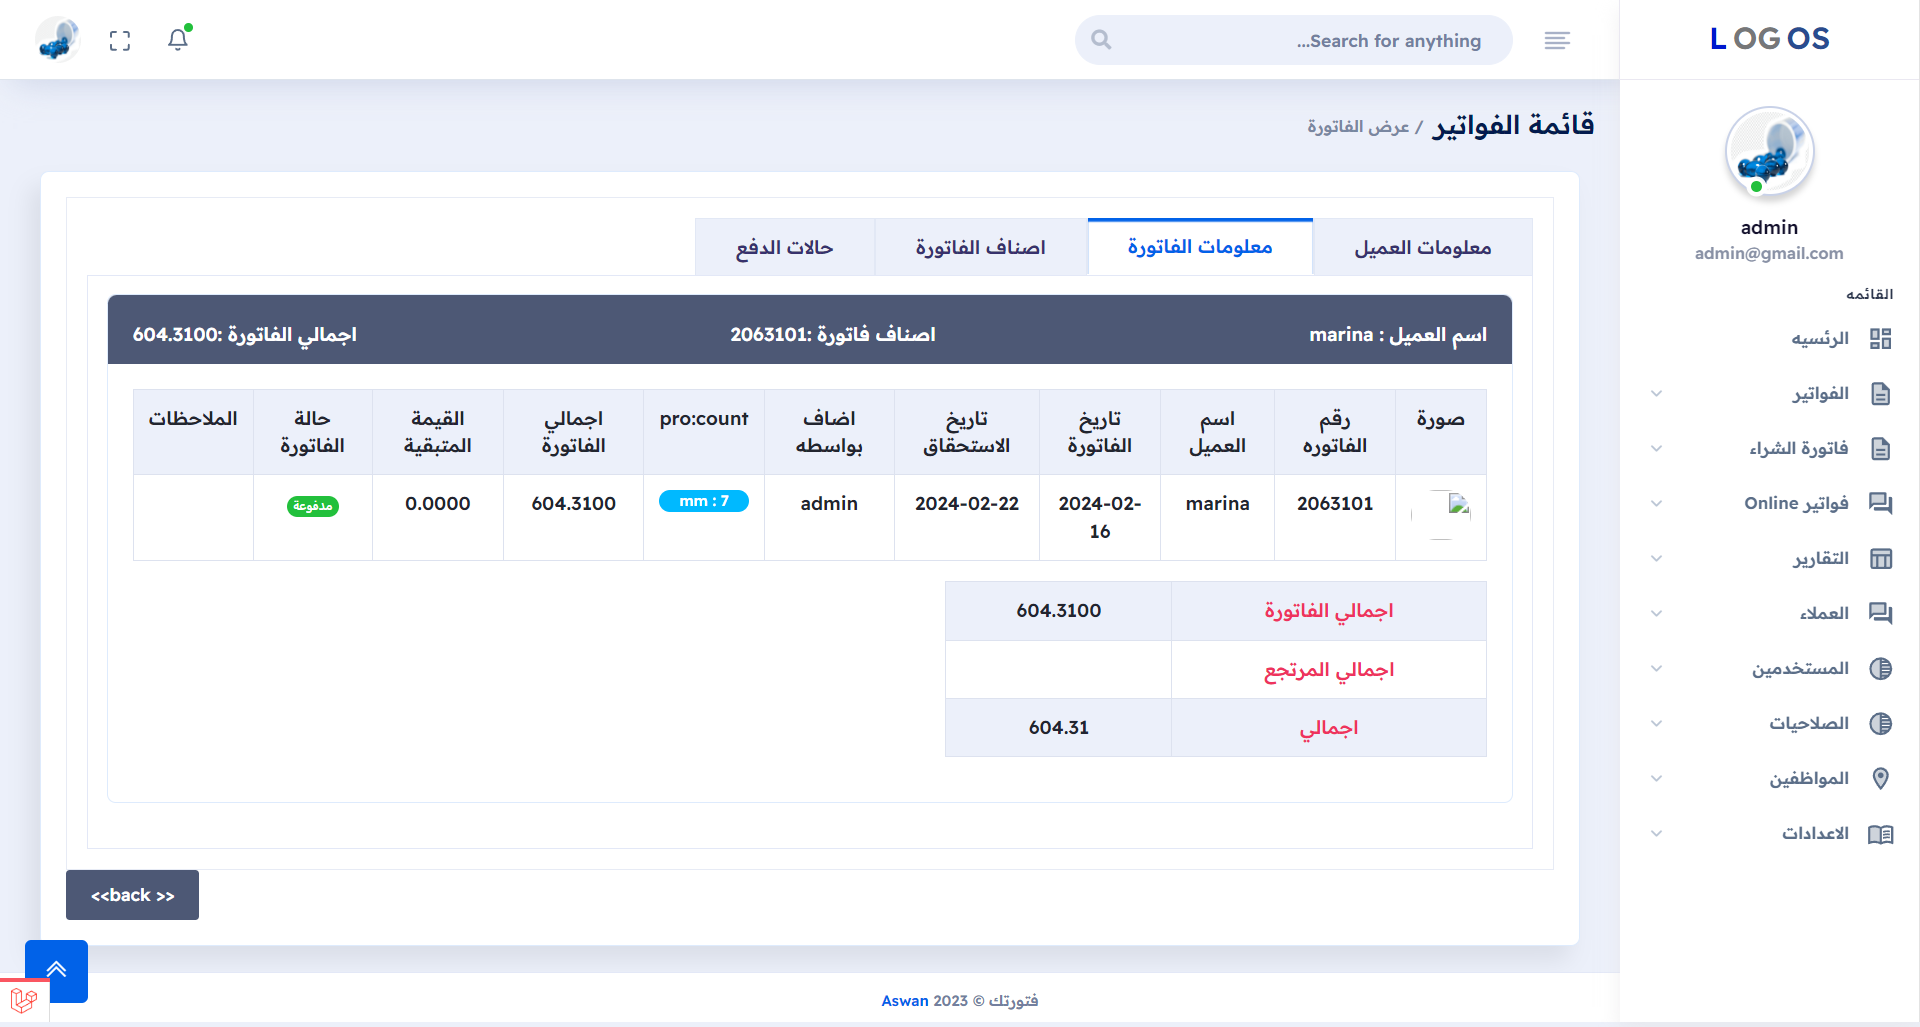 LOGOS
Search for anything...
admin
admin@gmail.com
القائمه
الرئسيه
الفواتير
فاتورة الشراء
فواتير Online
التقارير
العملاء
المستخدمين
الصلاحيات
المواظفين
الاعدادات
قائمة الفواتير / عرض الفاتورة
معلومات العميل
معلومات الفاتورة
اصناف الفاتورة
حالات الدفع
اسم العميل : marina
اصناف فاتورة :2063101
اجمالي الفاتورة :604.3100
صورة
رقم الفاتوره
اسم العميل
تاريخ الفاتورة
تاريخ الاستحقاق
اضاف بواسطه
pro:count
اجمالي الفاتورة
القيمة المتبقية
حالة الفاتورة
الملاحظات
2063101
marina
2024-02-16
2024-02-22
admin
mm : 7
604.3100
0.0000
مدفوعة
اجمالي الفاتورة 604.3100
اجمالي المرتجع
اجمالي 604.31
<<back >>
فتورتك © 2023 Aswan